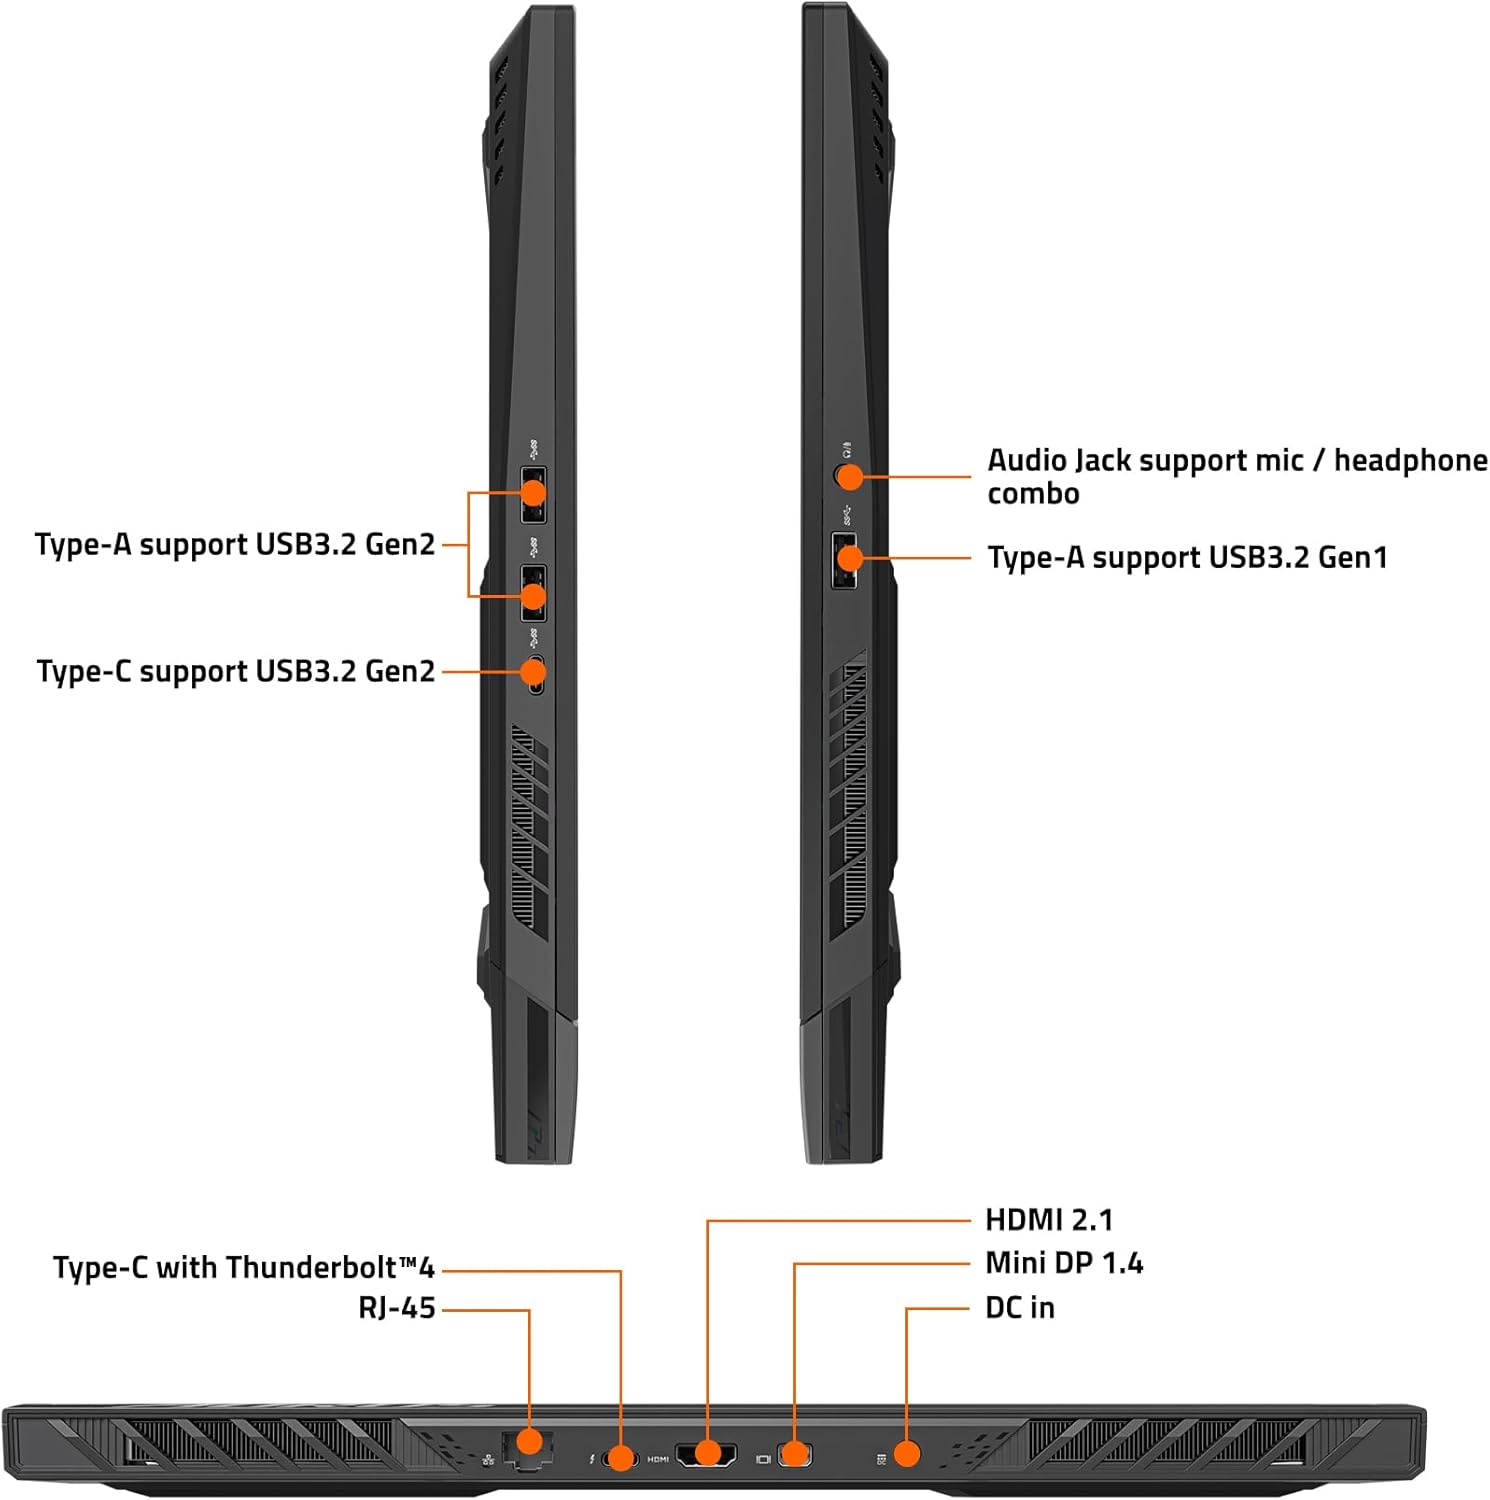 Audio Jack support mic / headphone
combo
Type-A support USB3.2 Gen2
Type-A support USB3.2 Gen1
Type-C support USB3.2 Gen2
HDMI 2.1
Type-C with Thunderbolt™4
Mini DP 1.4
RJ-45
DC in
HDMI